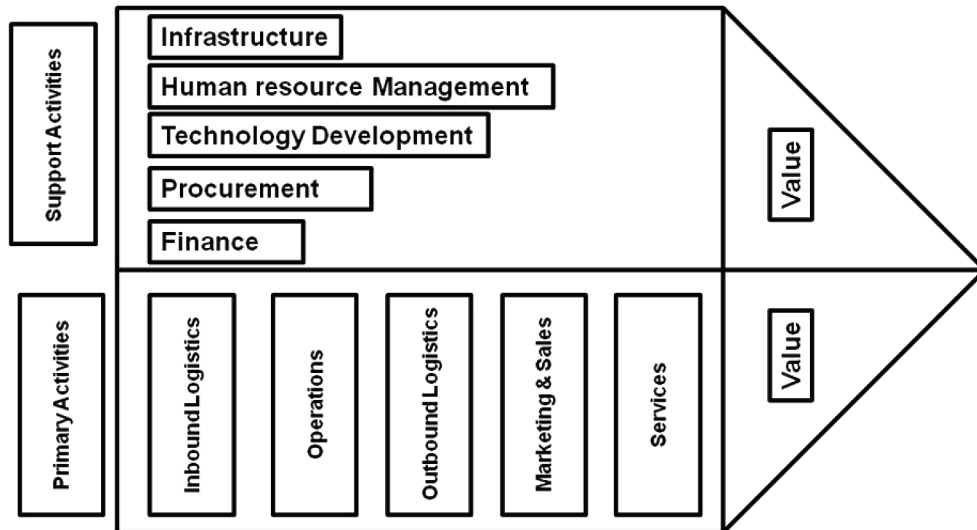 Support Activities
Infrastructure
Human resource Management
Technology Development
Procurement
Finance
Value
Primary Activities
Inbound Logistics
Operations
Outbound Logistics
Marketing & Sales
Services
Value